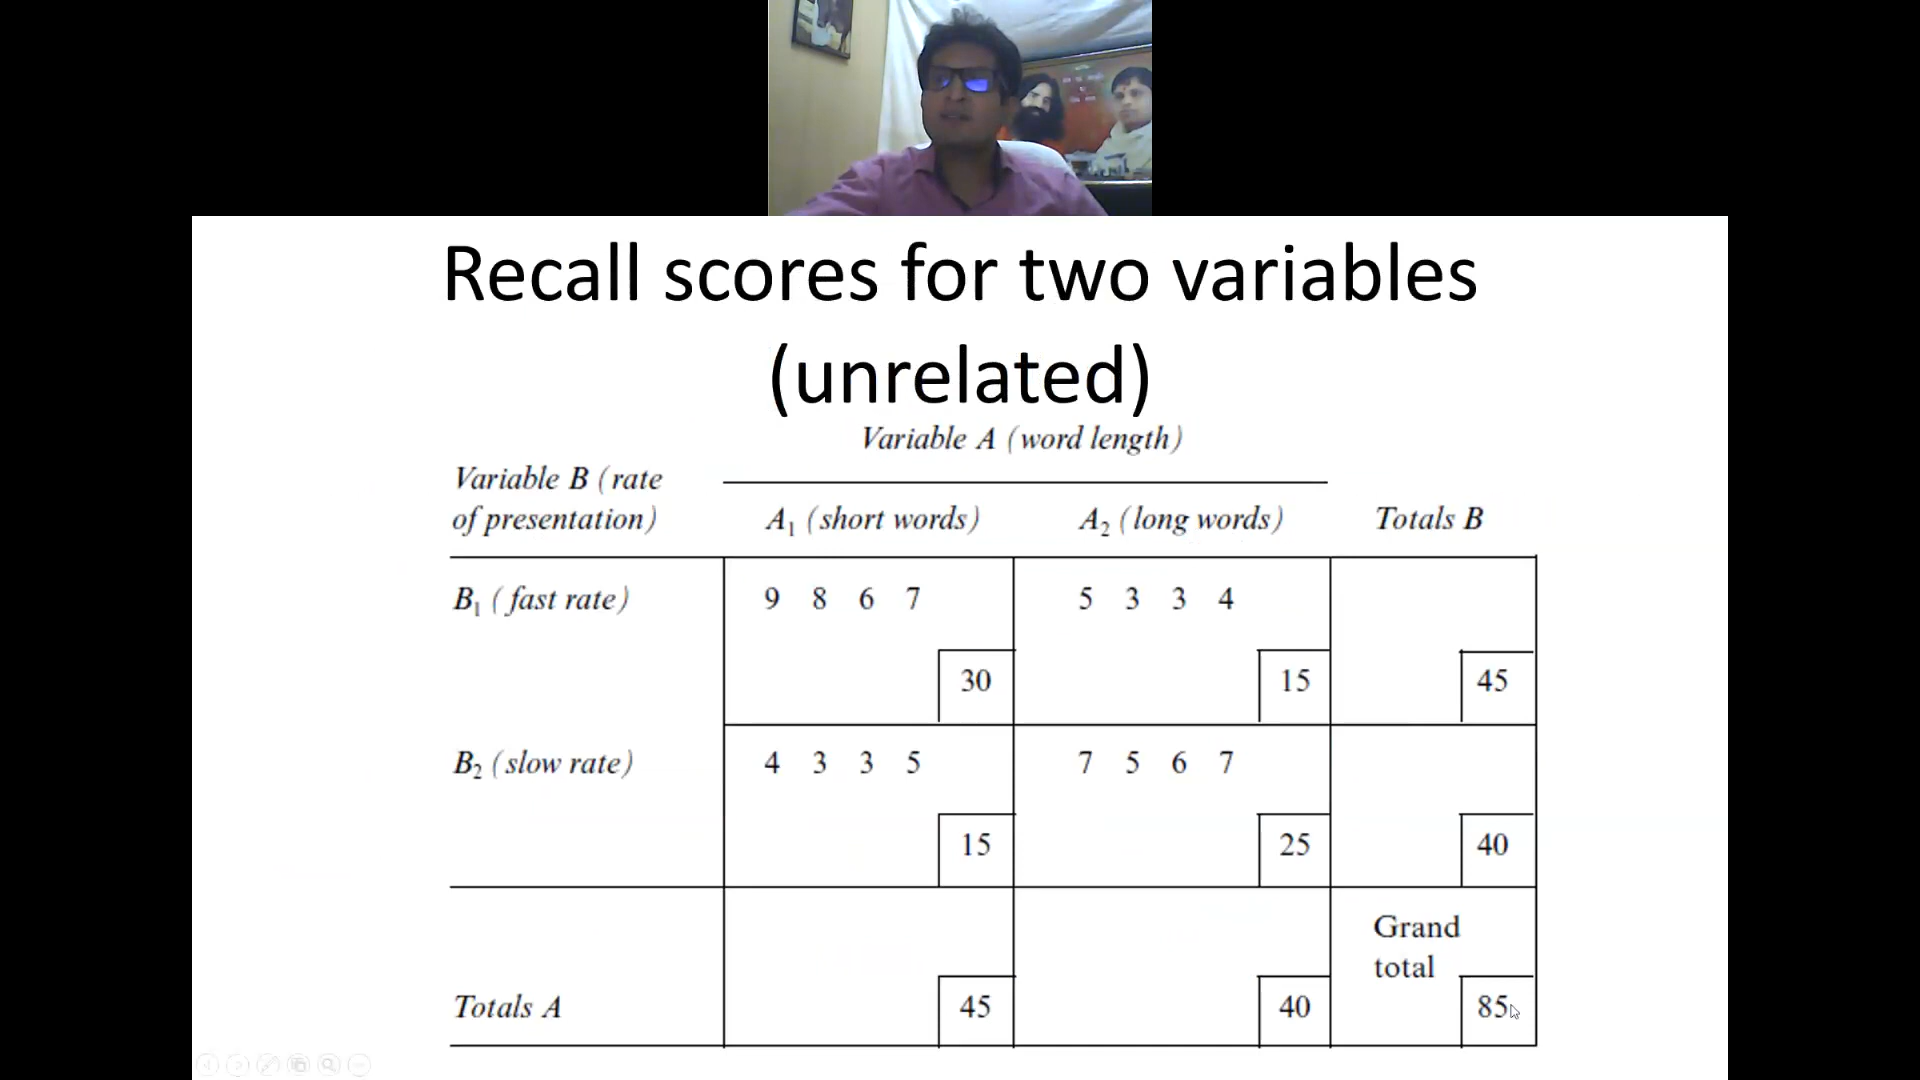 Recall scores for two variables
(unrelated)
Variable A (word length)
Variable B (rate
of presentation)
A₁ (short words)
A₂ (long words)
Totals B
B₁ (fast rate)
9 8 6 7
5 3 3 4
30
15
45
B₂ (slow rate)
4 3 3 5
7 5 6 7
15
25
40
Grand
total
Totals A
45
40
85